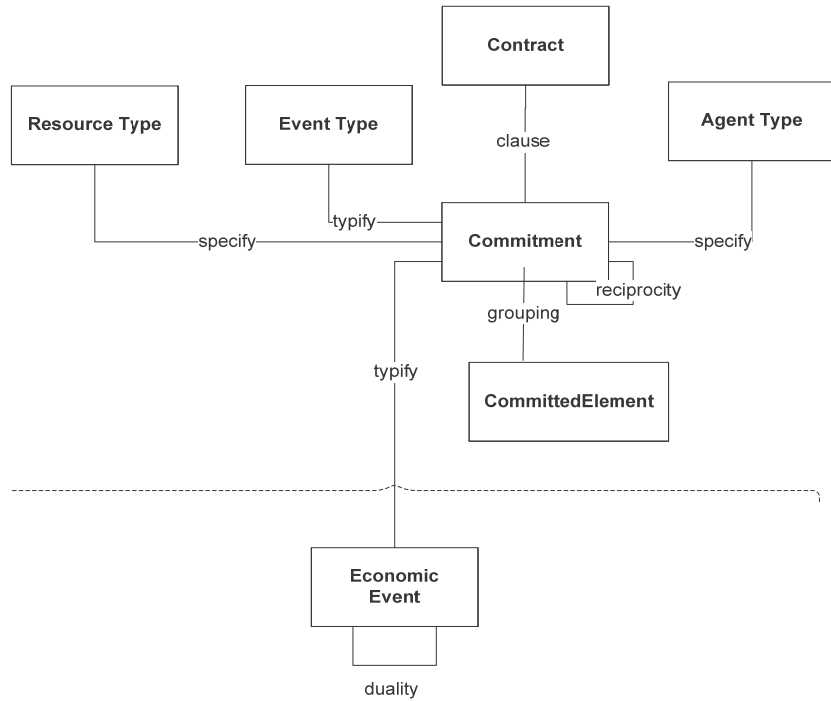 Contract
Resource Type
Event Type
Agent Type
clause
typify
Commitment
specify
specify
reciprocity
grouping
typify
CommittedElement
Economic
Event
duality